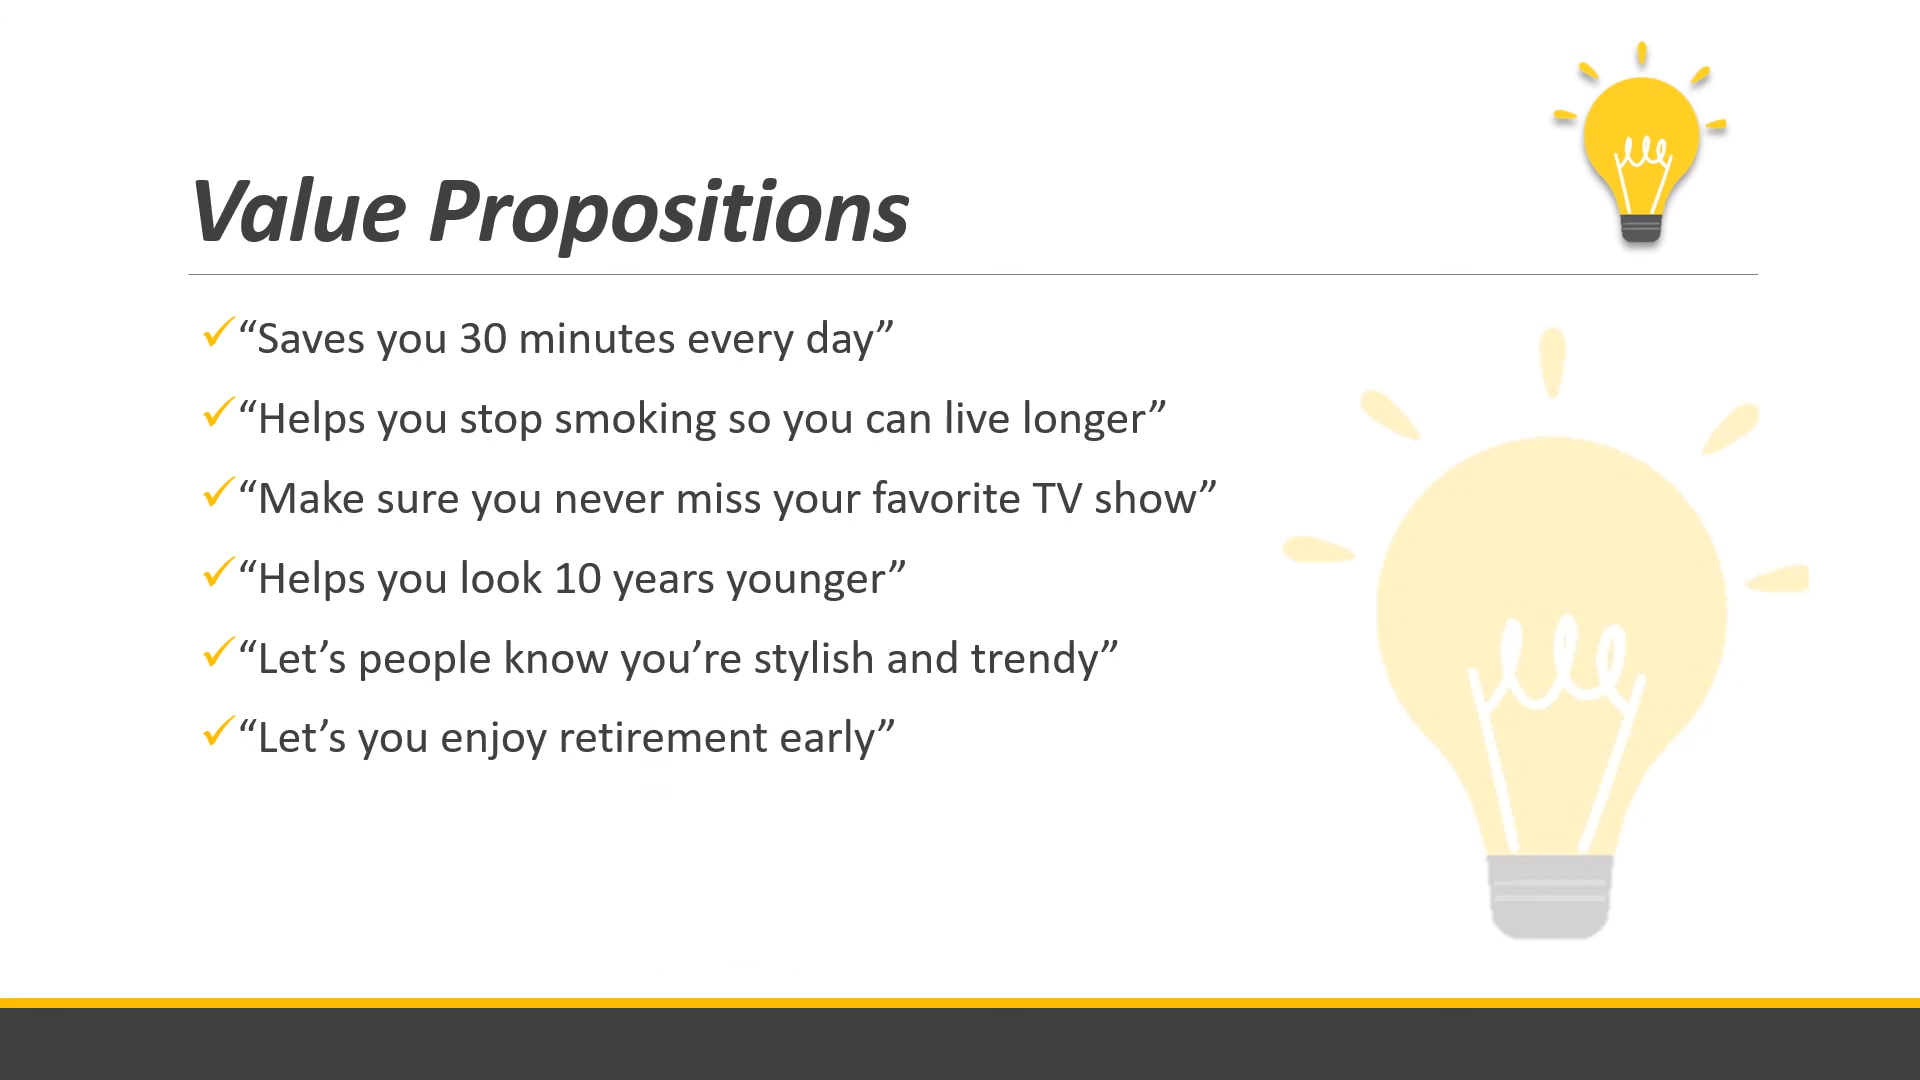 Value Propositions
“Saves you 30 minutes every day”
“Helps you stop smoking so you can live longer”
“Make sure you never miss your favorite TV show”
“Helps you look 10 years younger”
“Let’s people know you’re stylish and trendy”
“Let’s you enjoy retirement early”